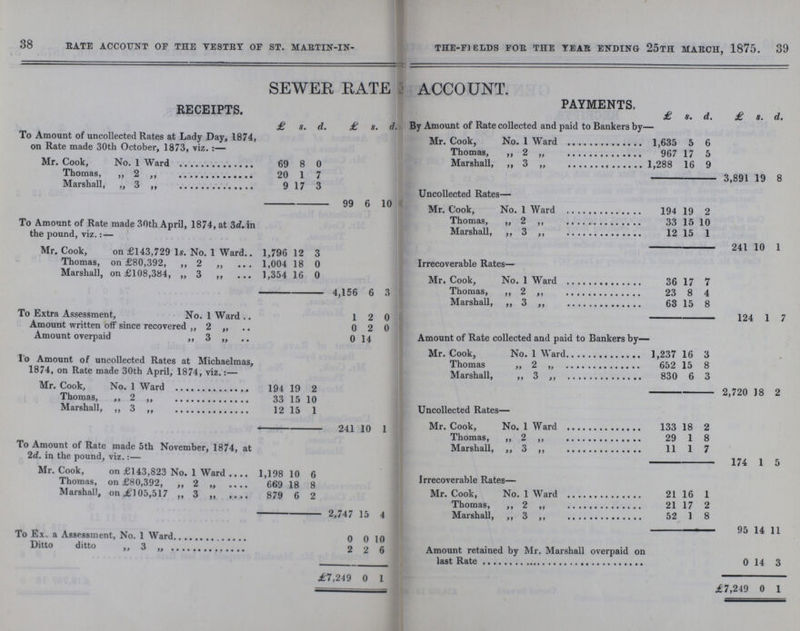 38 RATE ACCOUNT OF THE VESTRY OF ST. MARTIN-IN-
SEWER RATE
RECEIPTS.
£ s. d. £ s. d.
To Amount of uncollected Rates at Lady Day, 1874,
on Rate made 30th October, 1873, viz. :—
Mr. Cook, No. 1 Ward .............. 69 8 0
Thomas, „ 2 „ .............. 20 1 7
Marshall, „ 3 „ .............. 9 17 3
99 6 10
To Amount of Rate made 30th April, 1874, at 3d. in
the pound, viz. :—
Mr. Cook, on £143,729 1s. No. 1 Ward.. 1,796 12 3
Thomas, on £80,392, „ 2 „ ... 1,004 18 0
Marshall, on £108,384, „ 3 „ ... 1,354 16 0
4,156 6 3
To Extra Assessment, No. 1 Ward .. 1 2 0
Amount written off since recovered „ 2 „ .. 0 2 0
Amount overpaid „ 3 „ .. 0 14
To Amount of uncollected Rates at Michaelmas,
1874, on Rate made 30th April, 1874, viz. :—
Mr. Cook, No. 1 Ward .............. 194 19 2
Thomas, „ 2 „ .............. 33 15 10
Marshall, „ 3 „ .............. 12 15 1
241 10 1
To Amount of Rate made 5th November, 1874, at
2d. in the pound, viz. :—
Mr. Cook, on £143,823 No. 1 Ward .... 1,198 10 6
Thomas, on £80,392, „ 2 „ .... 669 18 8
Marshall, on £105,517 „ 3 „ .... 879 6 2
2,747 15 4
To Ex. a Assessment, No. 1 Ward.............. 0 0 10
Ditto ditto „ 3 „ .............. 2 2 6
£7,249 0 1
THE-FIELDS FOR THE YEAR ENDING 25TH MARCH, 1875. 39
ACCOUNT.
PAYMENTS.
£ s. d. £ s. d.
By Amount of Rate collected and paid to Bankers by—
Mr. Cook, No. 1 Ward .............. 1,635 5 6
Thomas, „ 2 „ .............. 967 17 5
Marshall, „ 3 „ .............. 1,288 16 9
3,891 19 8
Uncollected Rates—
Mr. Cook, No. 1 Ward .............. 194 19 2
Thomas, „ 2 „ .............. 33 15 10
Marshall, „ 3 „ .............. 12 15 1
241 10 1
Irrecoverable Rates—
Mr. Cook, No. 1 Ward .............. 36 17 7
Thomas, „ 2 „ .............. 23 8 4
Marshall, „ 3 „ .............. 63 15 8
124 1 7
Amount of Rate collected and paid to Bankers by—
Mr. Cook, No. 1 Ward.............. 1,237 16 3
Thomas „ 2 „ .............. 652 15 8
Marshall, „ 3 „ .............. 830 6 3
2,720 18 2
Uncollected Rates—
Mr. Cook, No. 1 Ward .............. 133 18 2
Thomas, „ 2 „ .............. 29 1 8
Marshall, „ 3 „ .............. 11 1 7
174 1 5
Irrecoverable Rates—
Mr. Cook, No. 1 Ward .............. 21 16 1
Thomas, „ 2 „ .............. 21 17 2
Marshall, „ 3 „ .............. 52 1 8
95 14 11
Amount retained by Mr. Marshall overpaid on
last Rate .............................. 0 14 3
£7,249 0 1